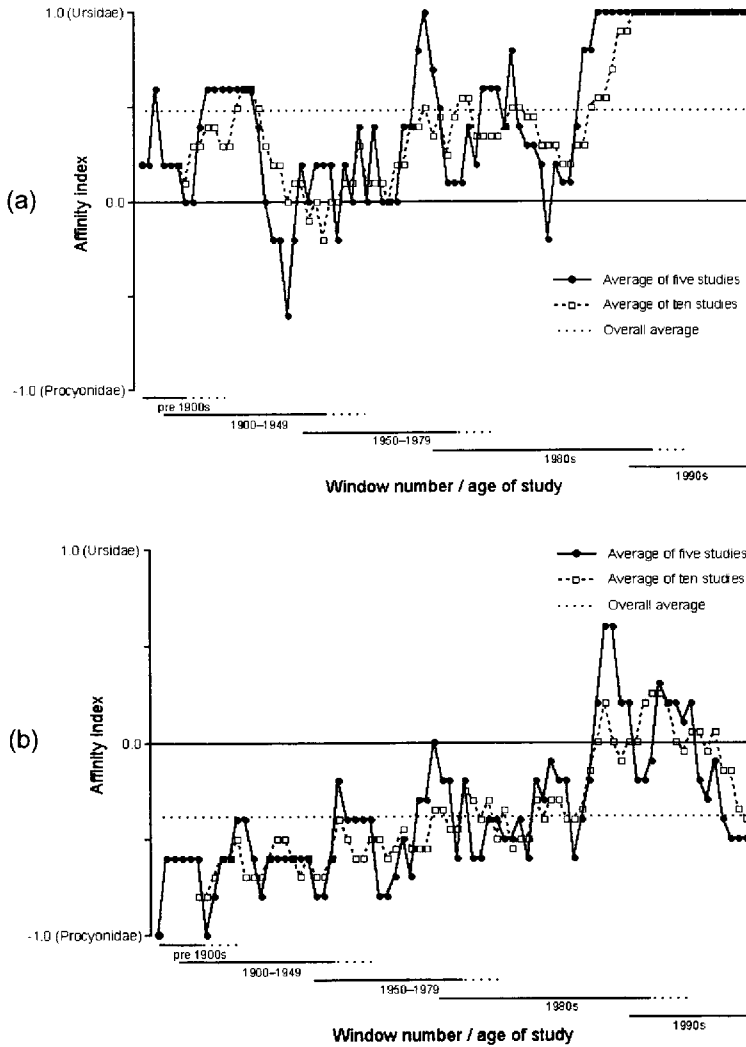 1.0 (Ursidae)
(a)
Affinity index
0.0
Average of five studies
Average of ten studies
Overall average
-1.0 (Procyonidae)
pre 1900s
1900–1949
1950–1979
1980s
1990s
Window number / age of study
1.0 (Ursidae)
Average of five studies
Average of ten studies
Overall average
(b)
Affinity index
0.0
-1.0 (Procyonidae)
pre 1900s
1900–1949
1950–1979
1980s
1990s
Window number / age of study